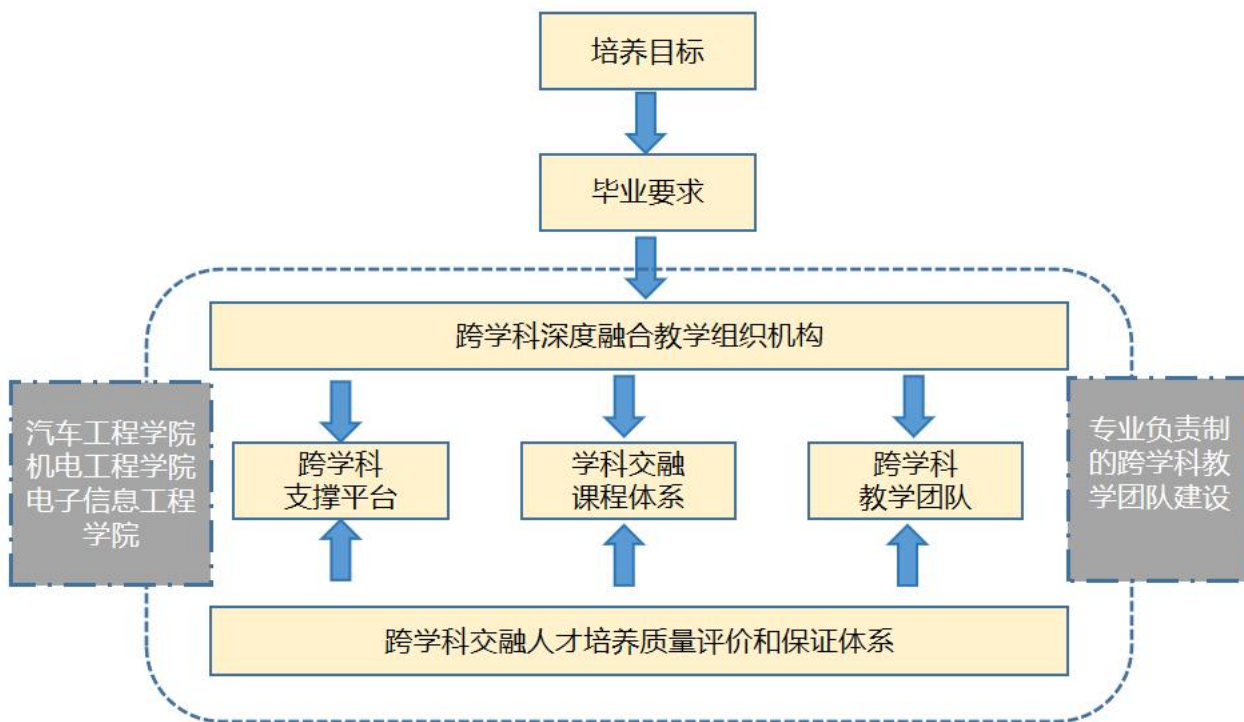 培养目标
毕业要求
跨学科深度融合教学组织机构
汽车工程学院
机电工程学院
电子信息工程
学院
跨学科
支撑平台
学科交融
课程体系
跨学科
教学团队
专业负责制
的跨学科教
学团队建设
跨学科交融人才培养质量评价和保证体系